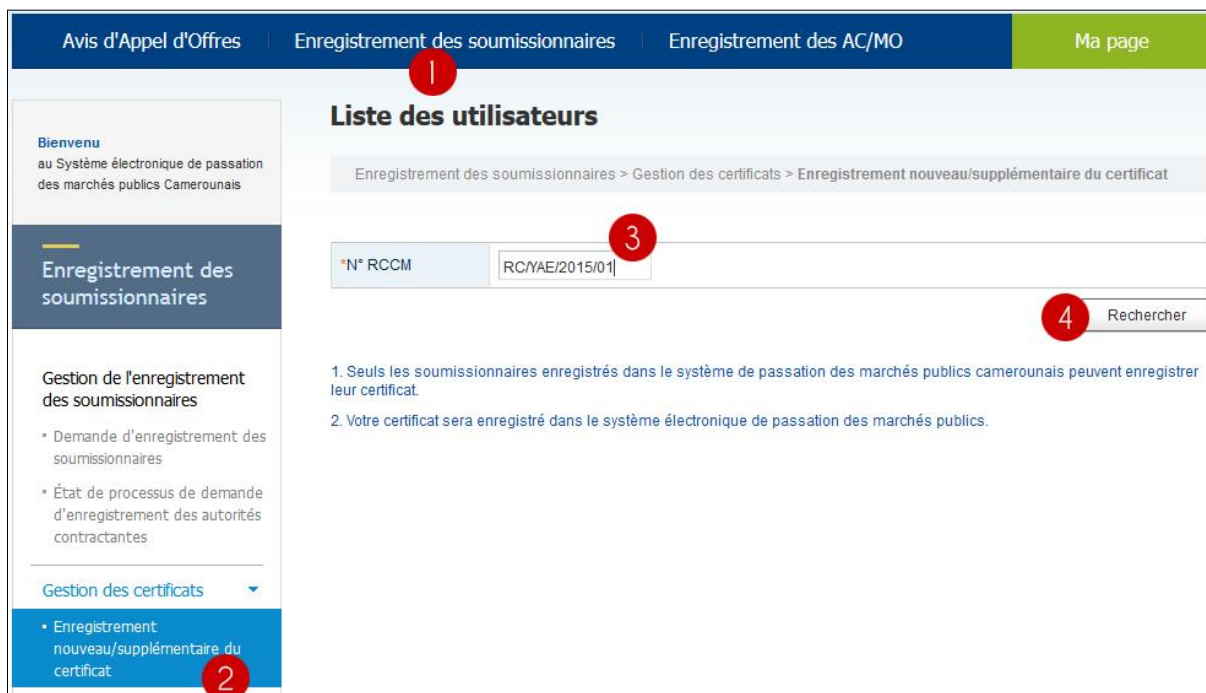 Avis d'Appel d'Offres
Enregistrement des soumissionnaires
Enregistrement des AC/MO
Ma page
1
Bienvenu
au Système électronique de passation
des marchés publics Camerounais
Enregistrement des
soumissionnaires
Gestion de l'enregistrement
des soumissionnaires
Demande d'enregistrement des
soumissionnaires
État de processus de demande
d'enregistrement des autorités
contractantes
Gestion des certificats
Enregistrement
nouveau/supplémentaire du
certificat
2
Liste des utilisateurs
Enregistrement des soumissionnaires > Gestion des certificats > Enregistrement nouveau/supplémentaire du certificat
3
*N° RCCM
RC/YAE/2015/01
4
Rechercher
1. Seuls les soumissionnaires enregistrés dans le système de passation des marchés publics camerounais peuvent enregistrer
leur certificat.
2. Votre certificat sera enregistré dans le système électronique de passation des marchés publics.